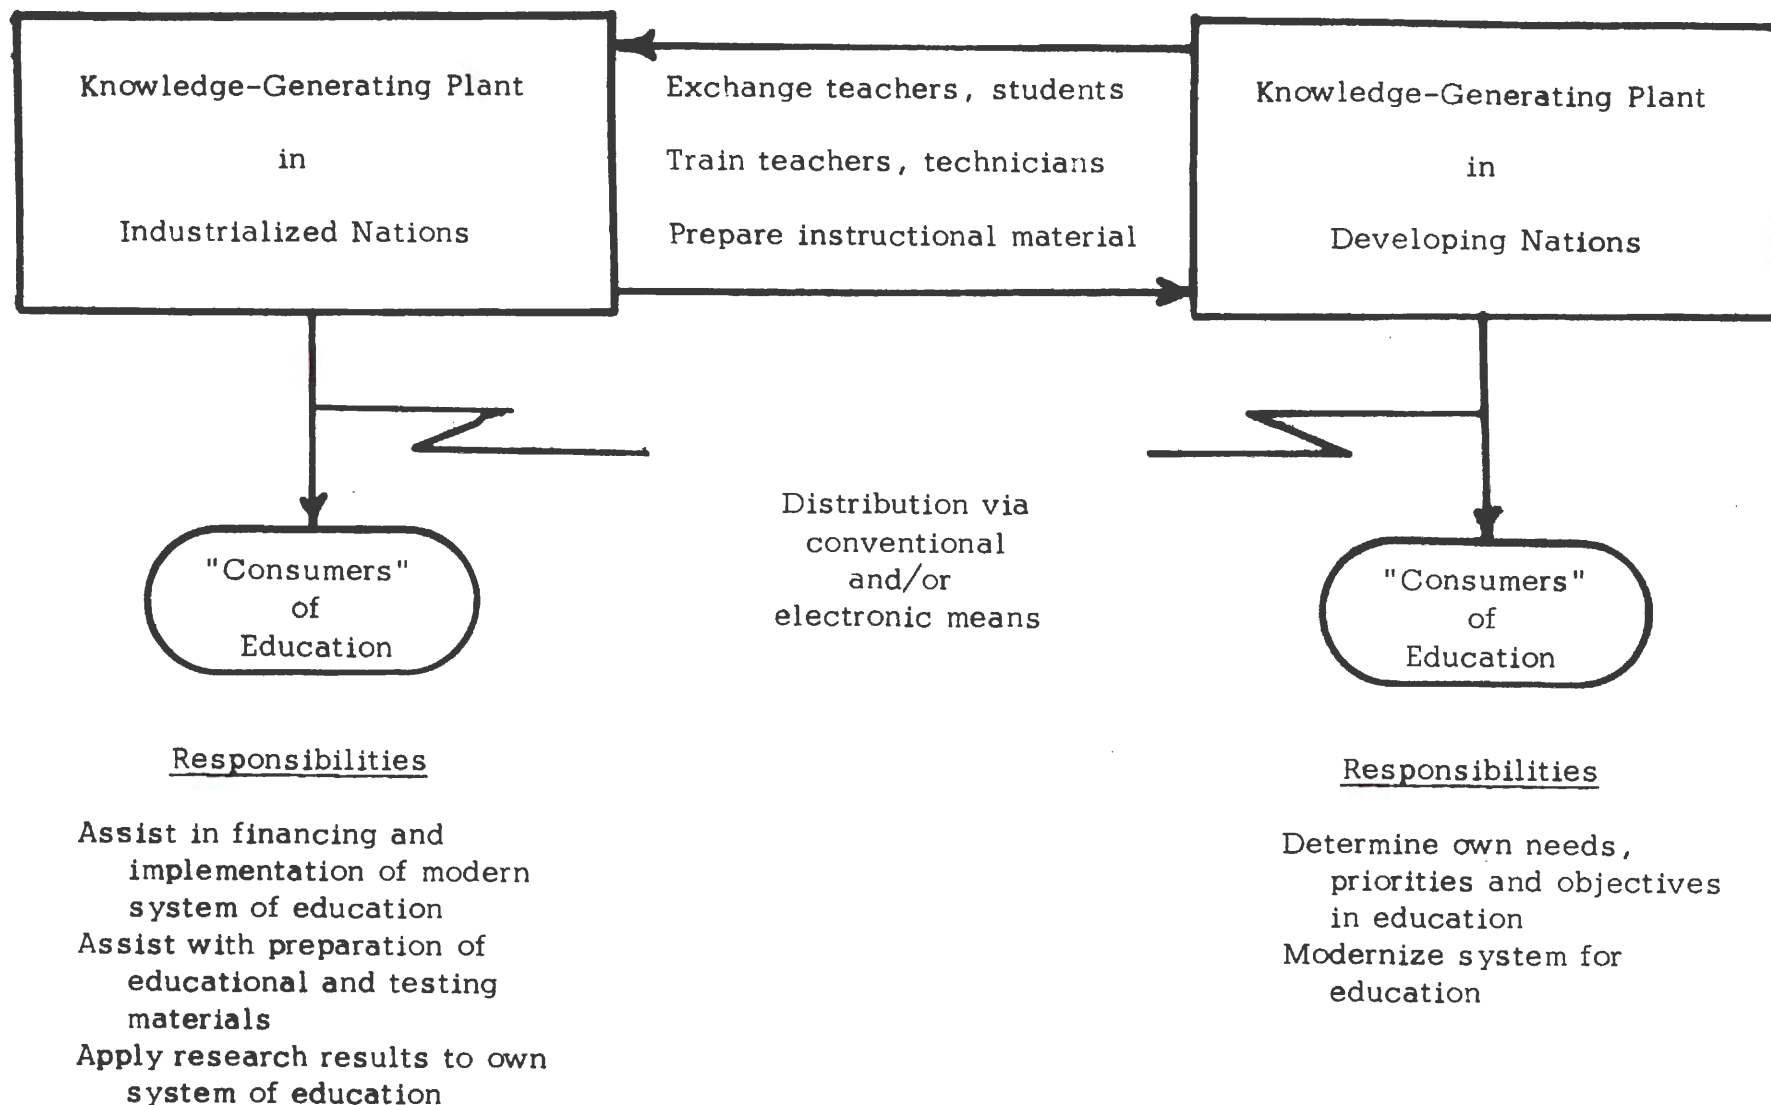 Knowledge-Generating Plant
in
Industrialized Nations
Exchange teachers, students
Train teachers, technicians
Prepare instructional material
Knowledge-Generating Plant
in
Developing Nations
"Consumers"
of
Education
Distribution via
conventional
and/or
electronic means
"Consumers"
of
Education
Responsibilities
Assist in financing and
implementation of modern
system of education
Assist with preparation of
educational and testing
materials
Apply research results to own
system of education
Responsibilities
Determine own needs,
priorities and objectives
in education
Modernize system for
education